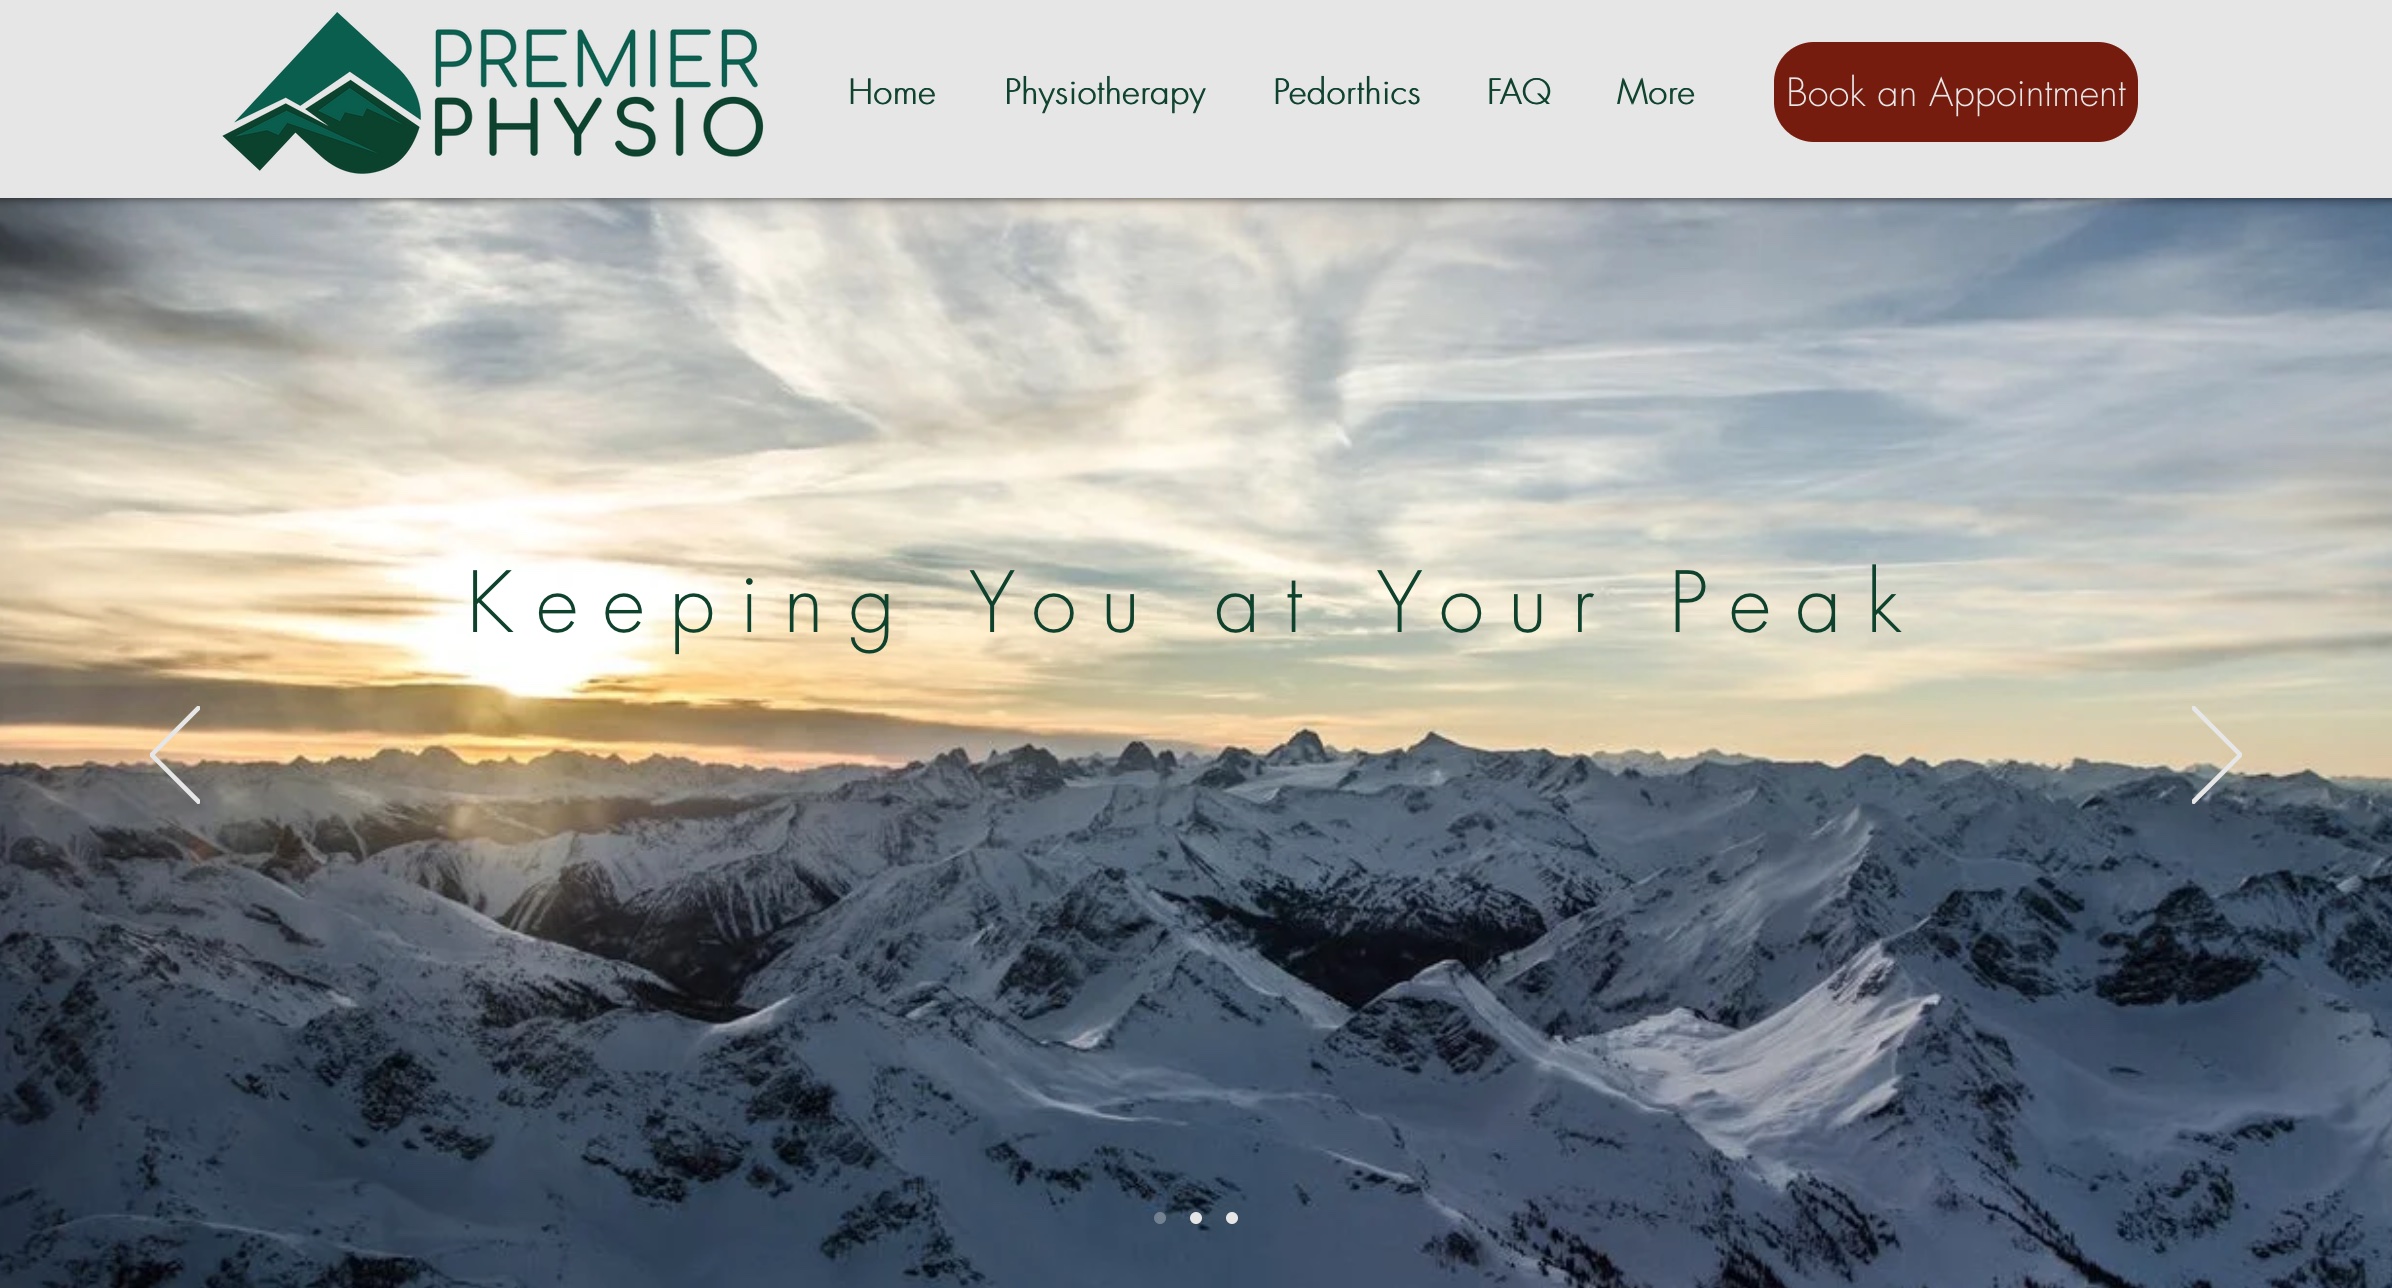 PREMIER
PHYSIO
Home Physiotherapy Pedorthics FAQ More Book an Appointment
Keeping You at Your Peak